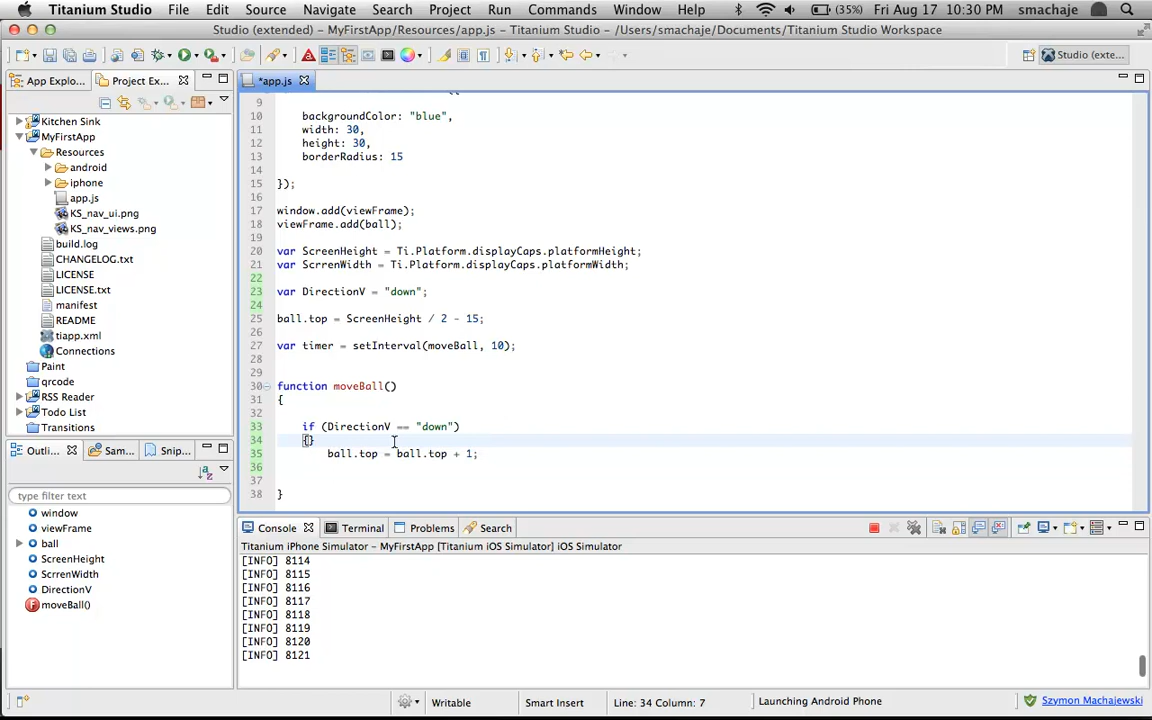 Titanium Studio File Edit Source Navigate Search Project Run Commands Window Help (35%) Fri Aug 17 10:30 PM smachaje
Studio (extended) - MyFirstApp/Resources/app.js - Titanium Studio - /Users/smachaje/Documents/Titanium Studio Workspace
Studio (exte...
App Explo... Project Ex...
*app.js
Kitchen Sink
MyFirstApp
Resources
android
iphone
app.js
KS_nav_ui.png
KS_nav_views.png
build.log
CHANGELOG.txt
LICENSE
LICENSE.txt
manifest
README
tiapp.xml
Connections
Paint
qrcode
RSS Reader
Todo List
Transitions
9
10 backgroundColor: "blue",
11 width: 30,
12 height: 30,
13 borderRadius: 15
14
15 });
16
17 window.add(viewFrame);
18 viewFrame.add(ball);
19
20 var ScreenHeight = Ti.Platform.displayCaps.platformHeight;
21 var ScrrenWidth = Ti.Platform.displayCaps.platformWidth;
22
23 var DirectionV = "down";
24
25 ball.top = ScreenHeight / 2 - 15;
26
27 var timer = setInterval(moveBall, 10);
28
29
30 function moveBall()
31 {
32
33 if (DirectionV == "down")
34 {}
35 ball.top = ball.top + 1;
36
37
38 }
Outli... Sam... Snip...
type filter text
window
viewFrame
ball
ScreenHeight
ScrrenWidth
DirectionV
moveBall()
Console Terminal Problems Search
Titanium iPhone Simulator - MyFirstApp [Titanium iOS Simulator] iOS Simulator
[INFO] 8114
[INFO] 8115
[INFO] 8116
[INFO] 8117
[INFO] 8118
[INFO] 8119
[INFO] 8120
[INFO] 8121
Writable Smart Insert Line: 34 Column: 7 Launching Android Phone Szymon Machajewski